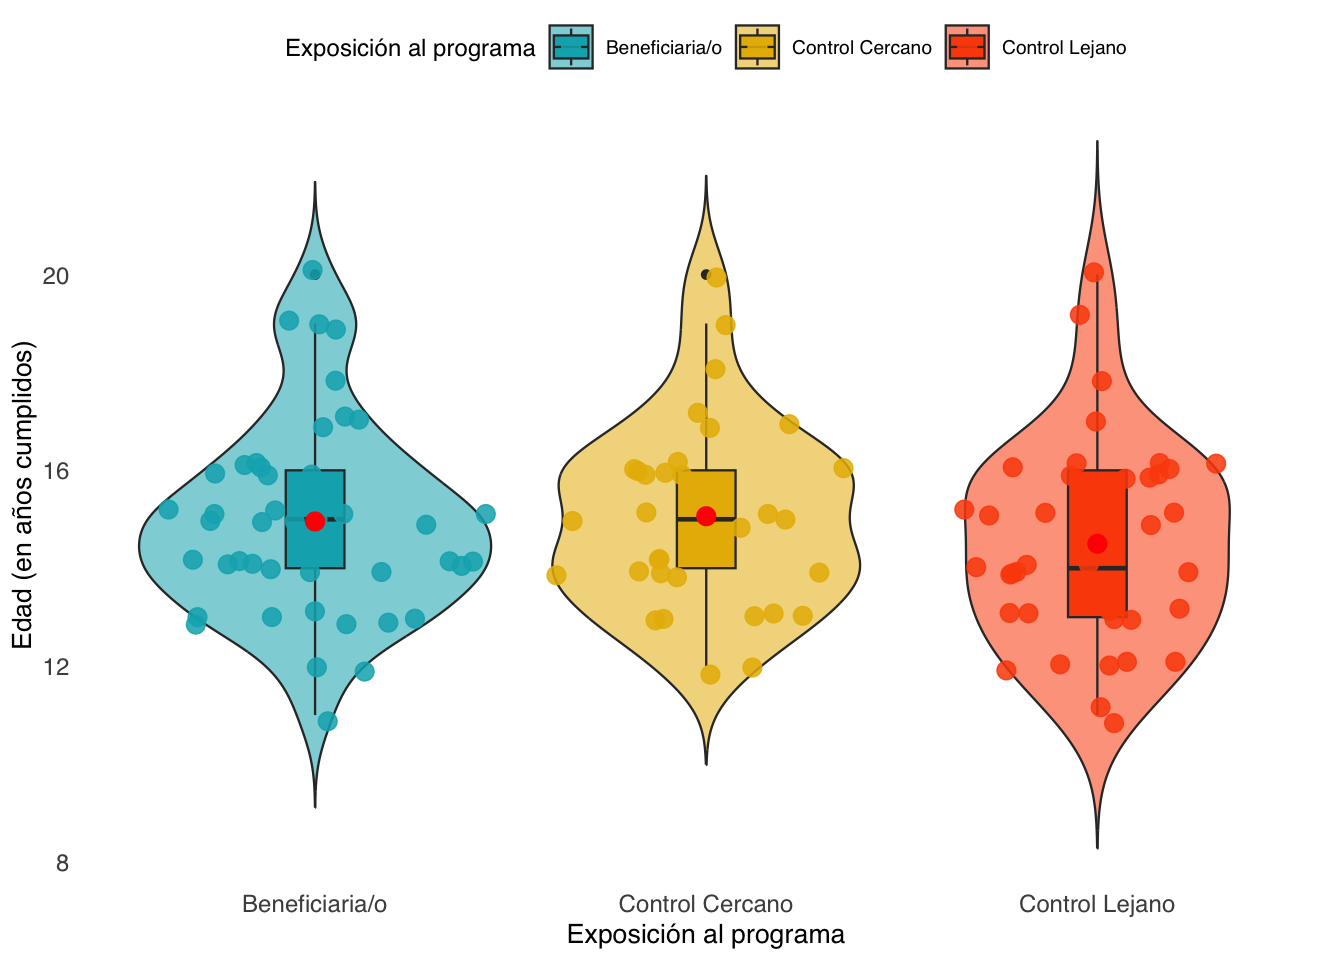 Exposición al programa Beneficiaria/o Control Cercano Control Lejano
Edad (en años cumplidos)
20
16
12
8
Beneficiaria/o Control Cercano Control Lejano
Exposición al programa